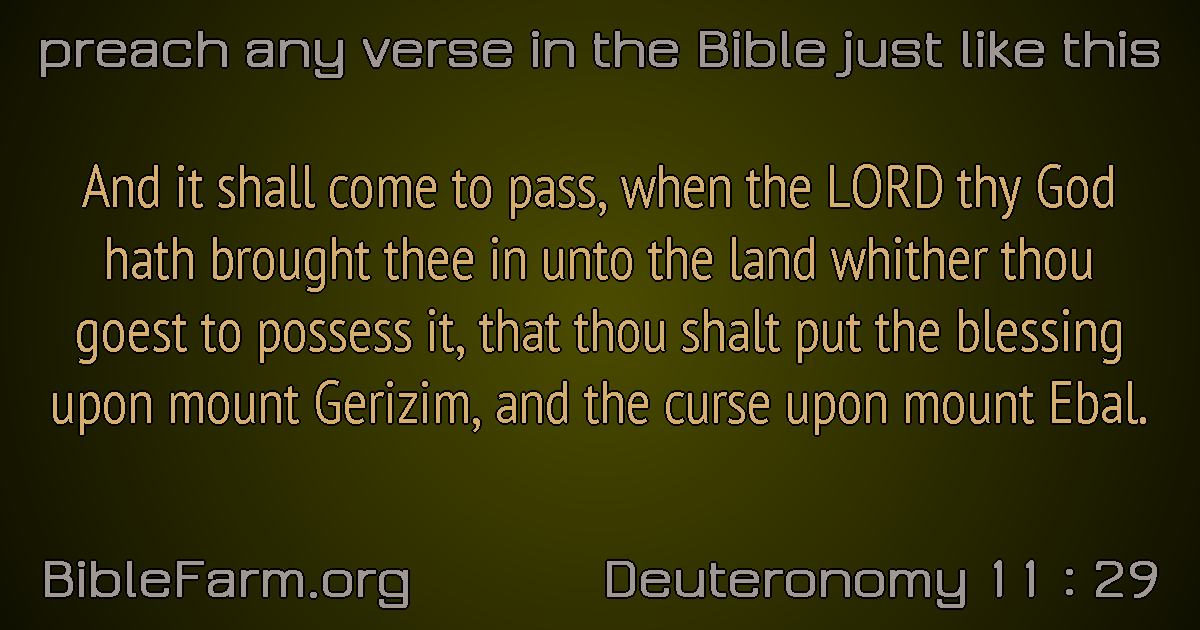 preach any verse in the Bible just like this
And it shall come to pass, when the LORD thy God
hath brought thee in unto the land whither thou
goest to possess it, that thou shalt put the blessing
upon mount Gerizim, and the curse upon mount Ebal.
BibleFarm.org
Deuteronomy 11 : 29